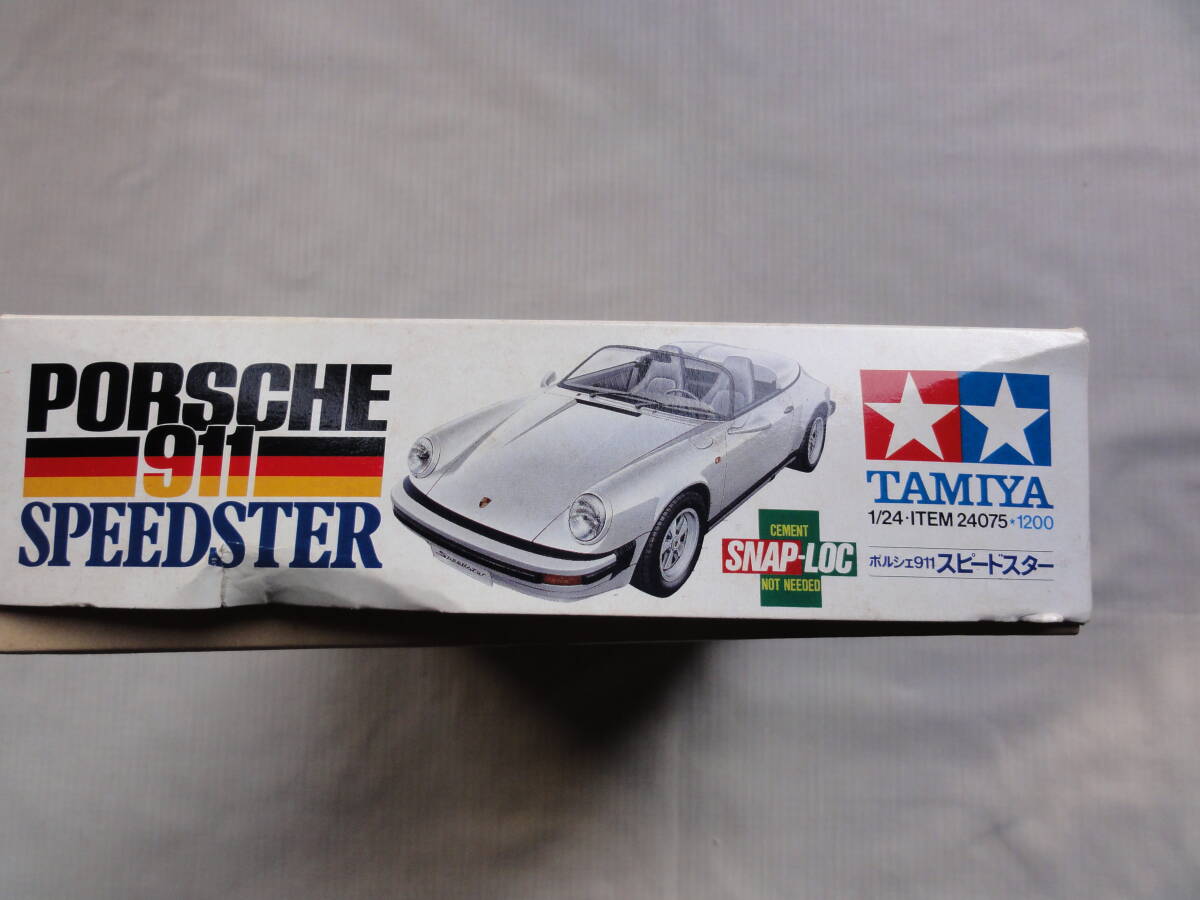 PORSCHE
911
SPEEDSTER
Speedster
CEMENT
SNAP-LOC
NOT NEEDED
TAMIYA
1/24·ITEM 24075★1200
ポルシェ911スピードスター